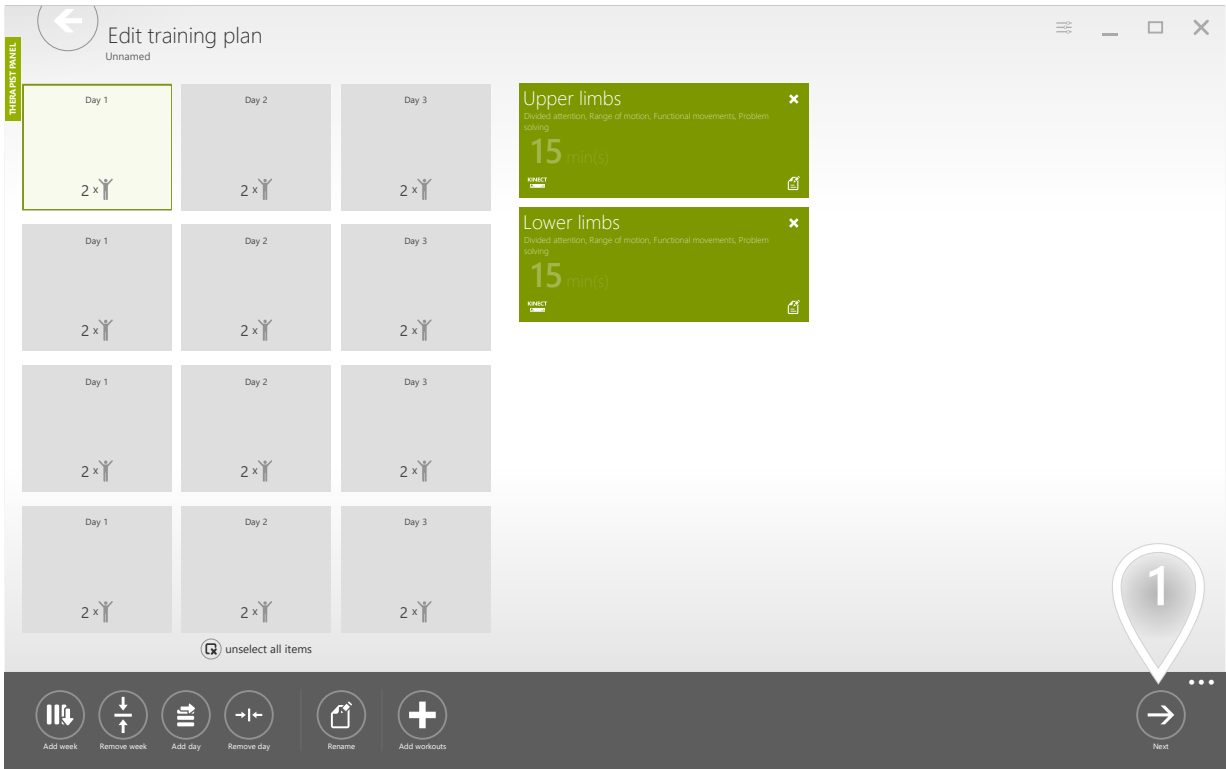 Edit training plan
Unnamed
THERAPIST PANEL
Day 1
Day 2
Day 3
2 x
2 x
2 x
Day 1
Day 2
Day 3
2 x
2 x
2 x
Day 1
Day 2
Day 3
2 x
2 x
2 x
Day 1
Day 2
Day 3
2 x
2 x
2 x
unselect all items
Upper limbs
Divided attention, Range of motion, Functional movements, Problem
solving
15 min(s)
KINECT
Lower limbs
Divided attention, Range of motion, Functional movements, Problem
solving
15 min(s)
KINECT
1
Add week
Remove week
Add day
Remove day
Rename
Add workouts
Next